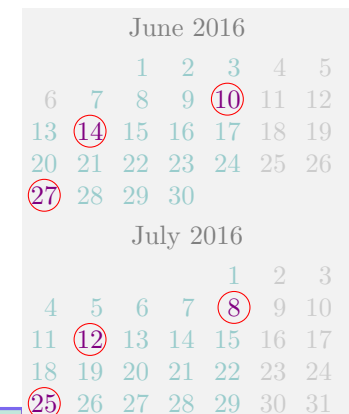 June 2016
1 2 3 4 5
6 7 8 9 10 11 12
13 14 15 16 17 18 19
20 21 22 23 24 25 26
27 28 29 30
July 2016
1 2 3
4 5 6 7 8 9 10
11 12 13 14 15 16 17
18 19 20 21 22 23 24
25 26 27 28 29 30 31